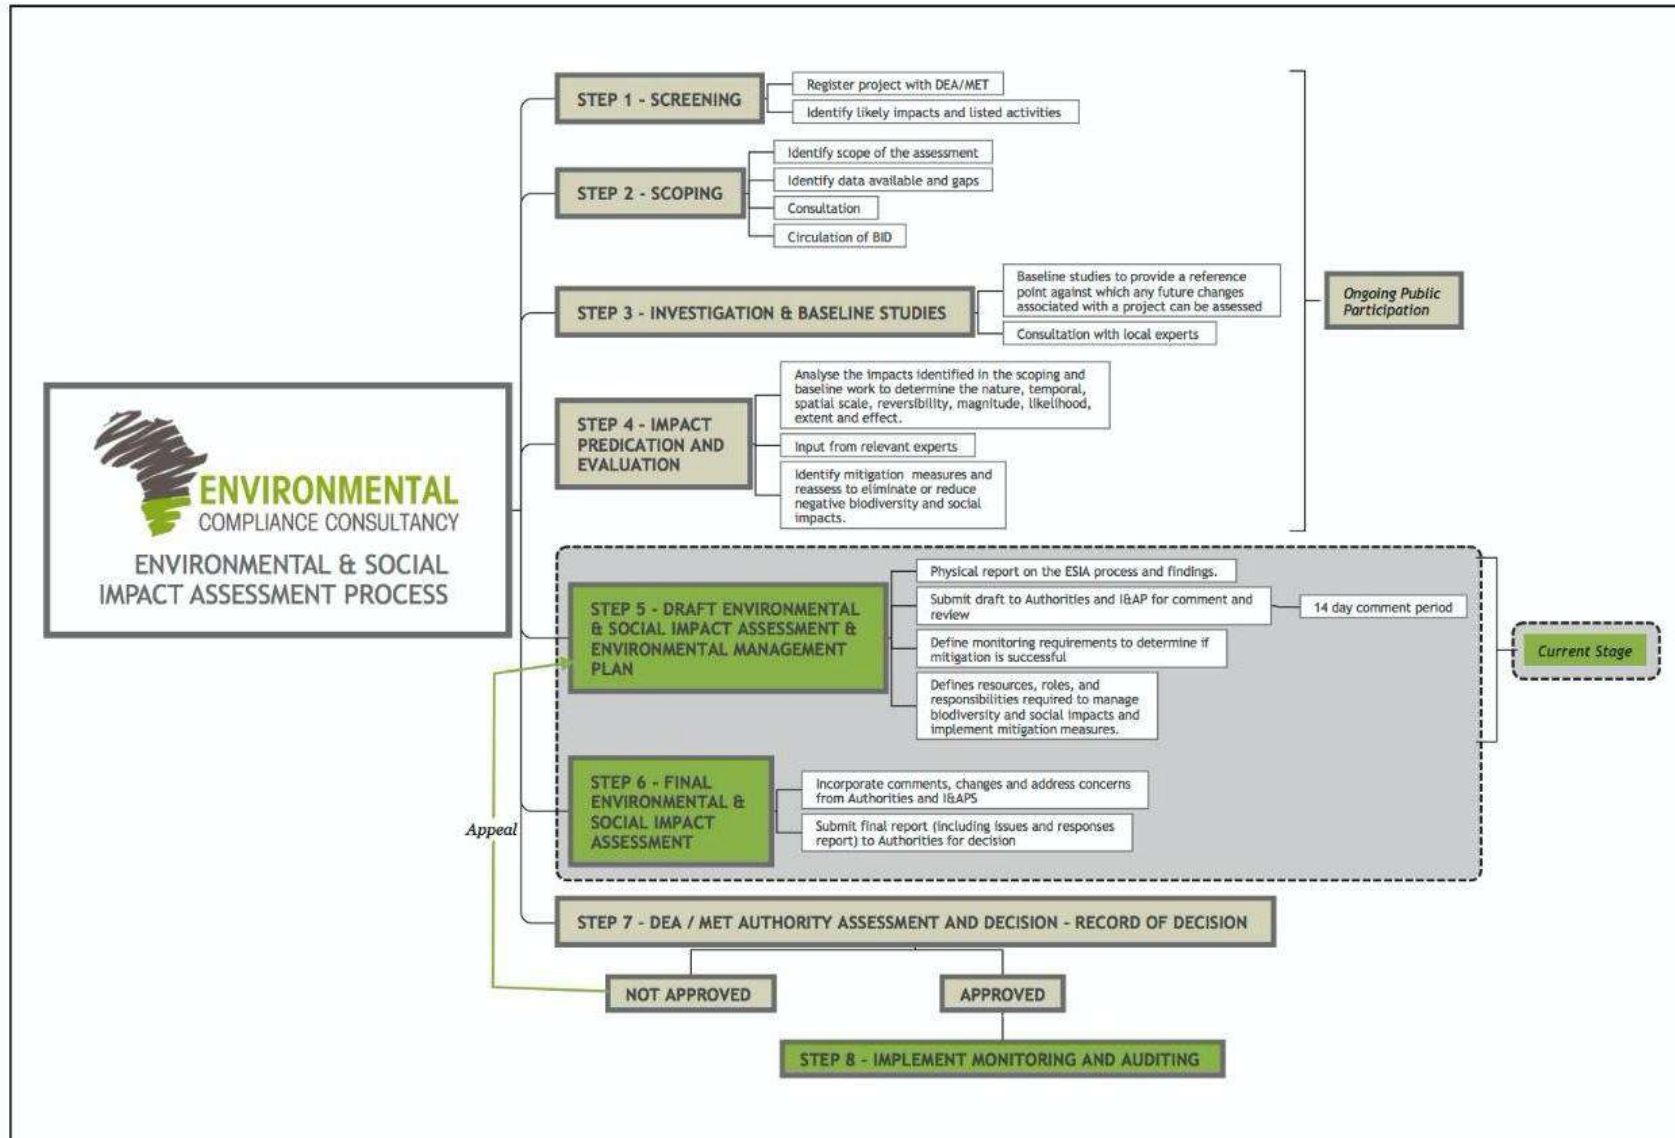 ENVIRONMENTAL
COMPLIANCE CONSULTANCY
ENVIRONMENTAL & SOCIAL
IMPACT ASSESSMENT PROCESS
STEP 1 - SCREENING
Register project with DEA/MET
Identify likely impacts and listed activities
STEP 2 - SCOPING
Identify scope of the assessment
Identify data available and gaps
Consultation
Circulation of BID
STEP 3 - INVESTIGATION & BASELINE STUDIES
Baseline studies to provide a reference
point against which any future changes
associated with a project can be assessed
Consultation with local experts
STEP 4 - IMPACT
PREDICATION AND
EVALUATION
Analyse the impacts identified in the scoping and
baseline work to determine the nature, temporal,
spatial scale, reversibility, magnitude, likelihood,
extent and effect.
Input from relevant experts
Identify mitigation measures and
reassess to eliminate or reduce
negative biodiversity and social
impacts.
Ongoing Public
Participation
STEP 5 - DRAFT ENVIRONMENTAL
& SOCIAL IMPACT ASSESSMENT &
ENVIRONMENTAL MANAGEMENT
PLAN
Physical report on the ESIA process and findings.
Submit draft to Authorities and I&AP for comment and
review
14 day comment period
Define monitoring requirements to determine if
mitigation is successful
Defines resources, roles, and
responsibilities required to manage
biodiversity and social impacts and
implement mitigation measures.
Current Stage
STEP 6 - FINAL
ENVIRONMENTAL &
SOCIAL IMPACT
ASSESSMENT
Incorporate comments, changes and address concerns
from Authorities and I&APS
Submit final report (including issues and responses
report) to Authorities for decision
Appeal
STEP 7 - DEA / MET AUTHORITY ASSESSMENT AND DECISION - RECORD OF DECISION
NOT APPROVED
APPROVED
STEP 8 - IMPLEMENT MONITORING AND AUDITING